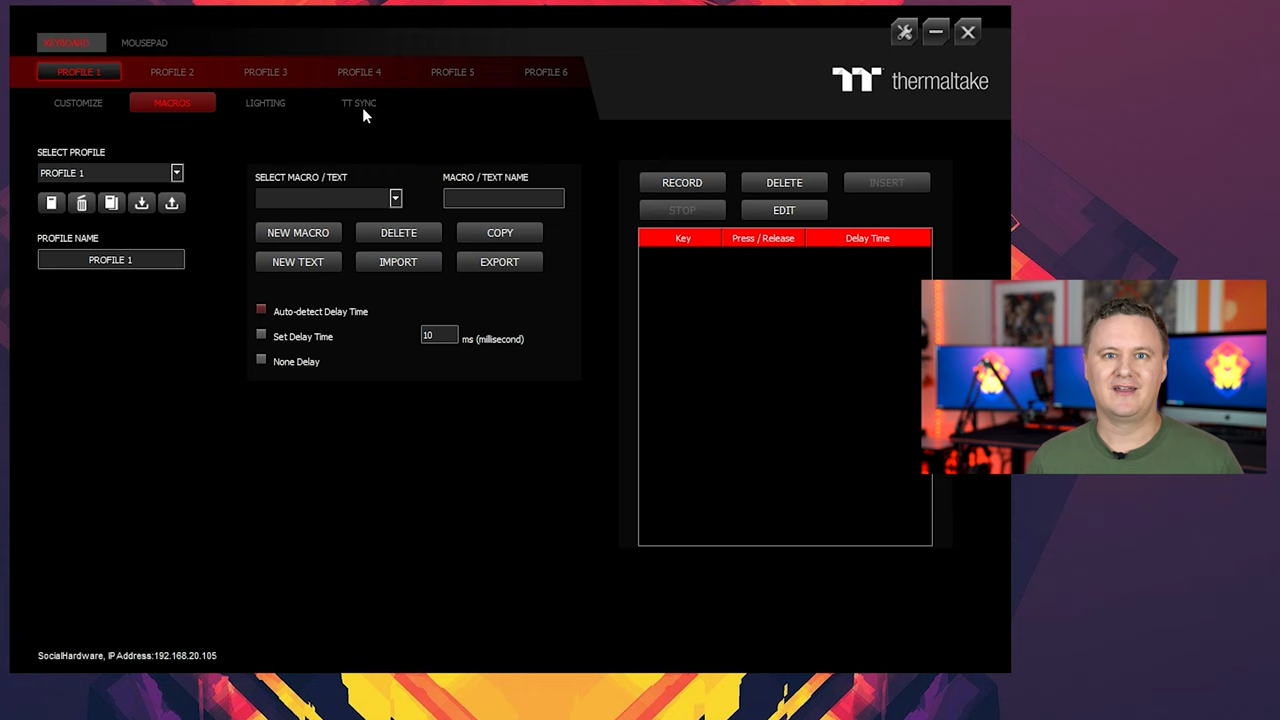 KEYBOARD MOUSEPAD
PROFILE 1 PROFILE 2 PROFILE 3 PROFILE 4 PROFILE 5 PROFILE 6
thermaltake
CUSTOMIZE MACROS LIGHTING TT SYNC
SELECT PROFILE
PROFILE 1
PROFILE NAME
PROFILE 1
SELECT MACRO / TEXT MACRO / TEXT NAME
NEW MACRO DELETE COPY
NEW TEXT IMPORT EXPORT
Auto-detect Delay Time
Set Delay Time 10 ms (millisecond)
None Delay
RECORD DELETE INSERT
STOP EDIT
Key Press / Release Delay Time
SocialHardware, IP Address:192.168.20.105